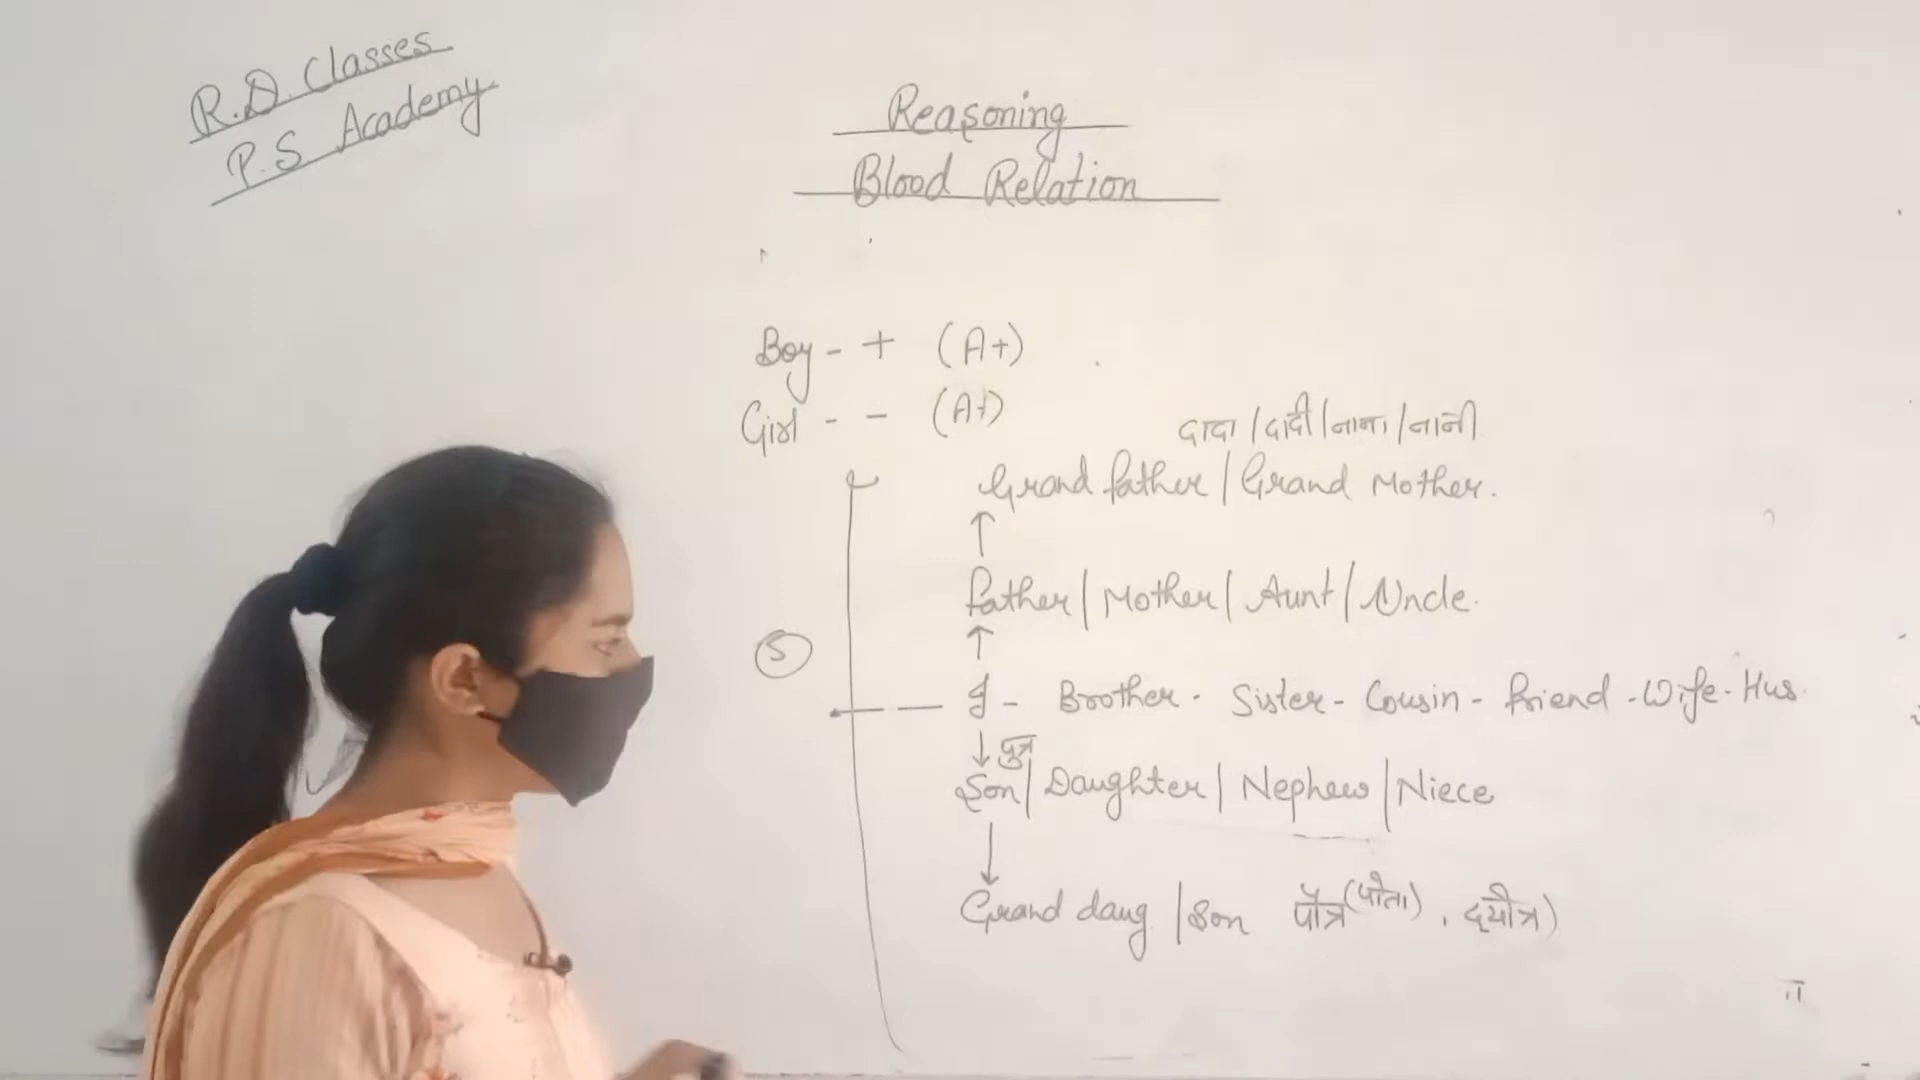 R.D. Classes
P.S Academy
Reasoning
Blood Relation
Boy - + (A+)
Girl - - (A+)
दादा / दादी / नाना / नानी
Grand father / Grand Mother.
↑
father / Mother / Aunt / Uncle.
↑
5
I - Brother - Sister - Cousin - friend - Wife - Hus.
↓ पुत्र
Son / Daughter / Nephew / Niece
↓
Grand daug / Son पौत्र (पोता) ,